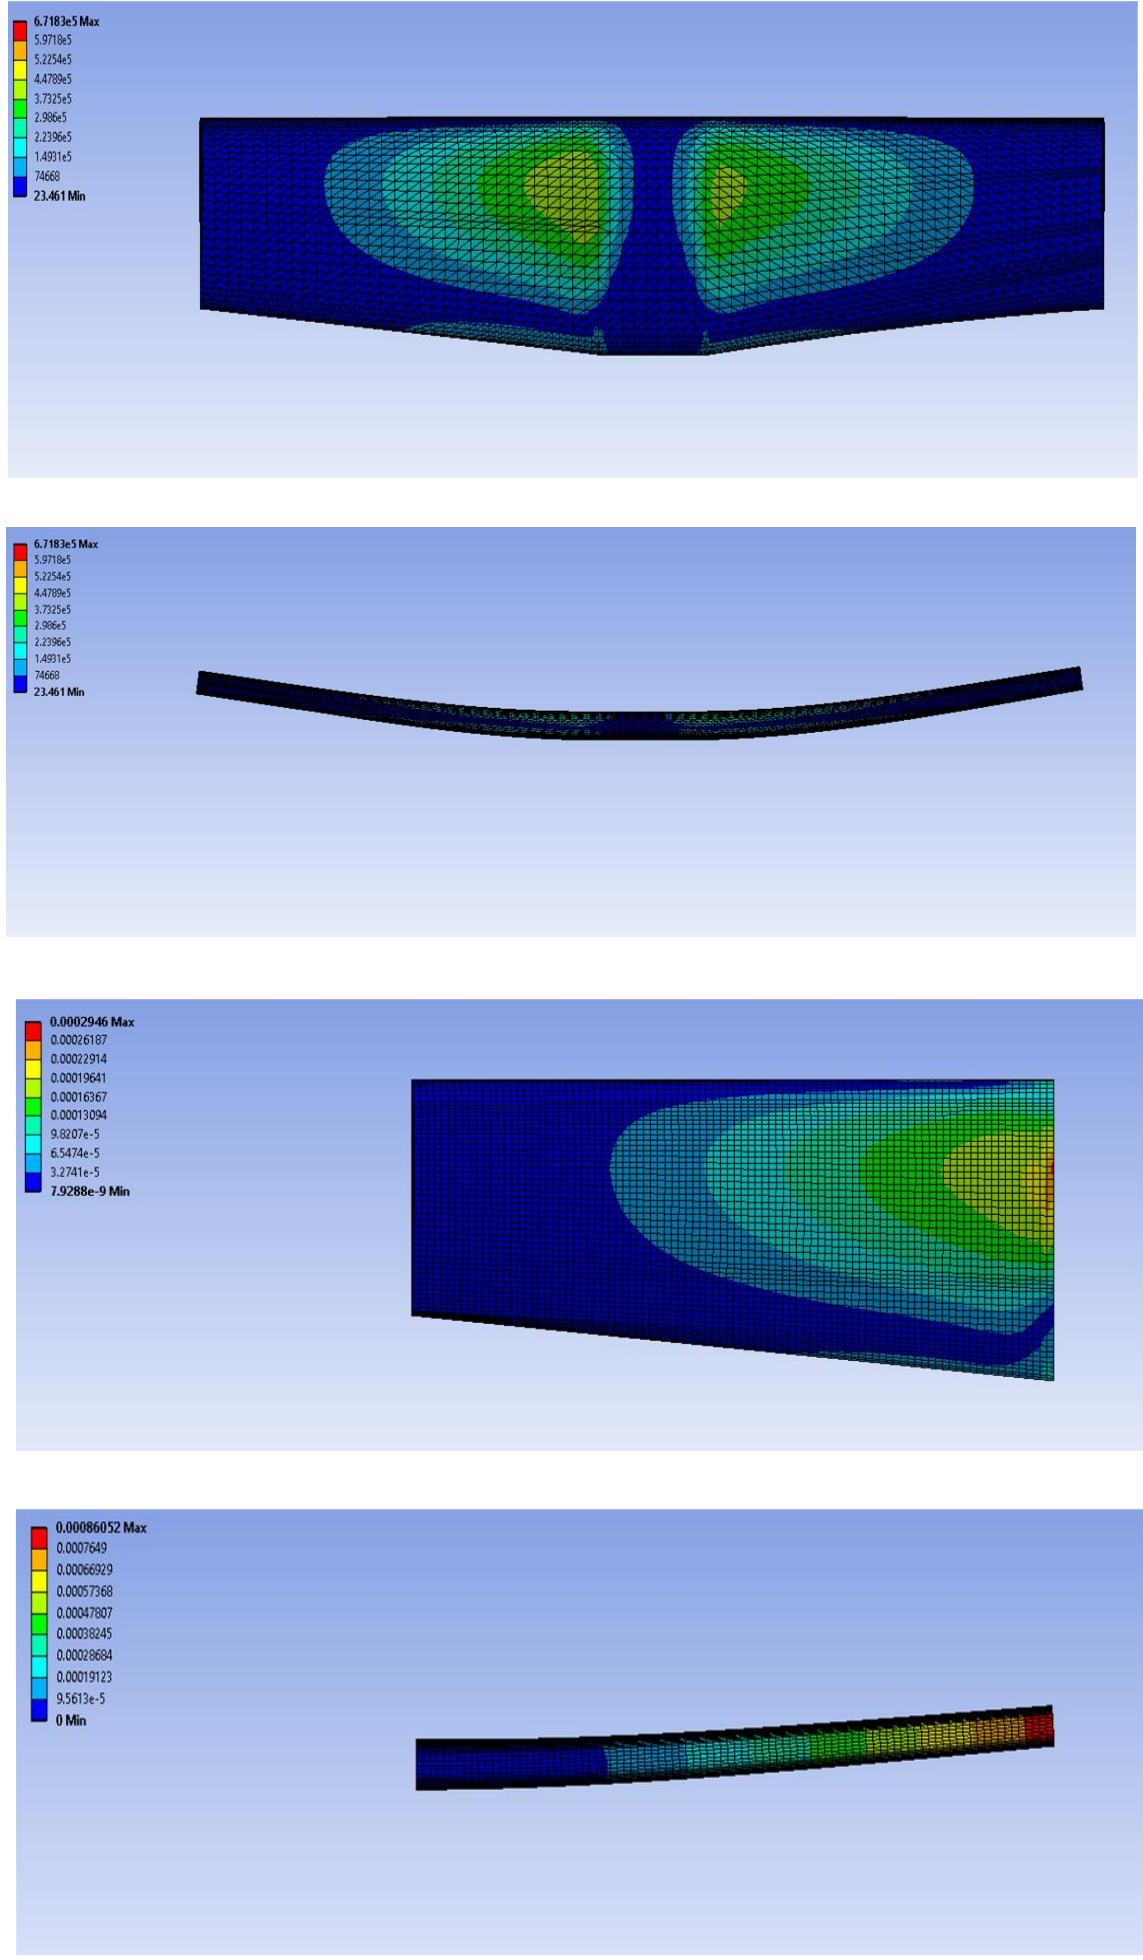 6.7183e5 Max
5.9718e5
5.2254e5
4.4789e5
3.7325e5
2.986e5
2.2396e5
1.4931e5
74668
23.461 Min
6.7183e5 Max
5.9718e5
5.2254e5
4.4789e5
3.7325e5
2.986e5
2.2396e5
1.4931e5
74668
23.461 Min
0.0002946 Max
0.00026187
0.00022914
0.00019641
0.00016367
0.00013094
9.8207e-5
6.5474e-5
3.2741e-5
7.9288e-9 Min
0.00086052 Max
0.0007649
0.00066929
0.00057368
0.00047807
0.00038245
0.00028684
0.00019123
9.5613e-5
0 Min